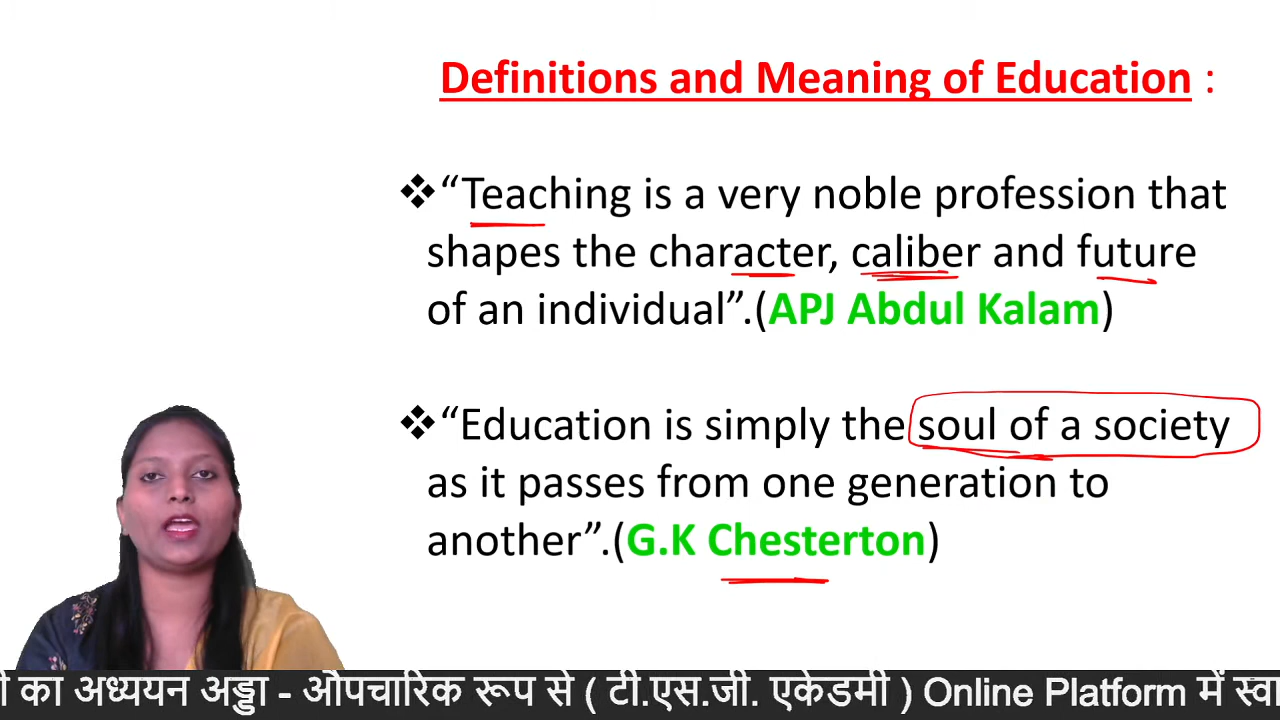 Definitions and Meaning of Education :
❖“Teaching is a very noble profession that
shapes the character, caliber and future
of an individual”.(APJ Abdul Kalam)
❖“Education is simply the soul of a society
as it passes from one generation to
another”.(G.K Chesterton)
का अध्ययन अड्डा - औपचारिक रूप से ( टी.एस.जी. एकेडमी ) Online Platform में